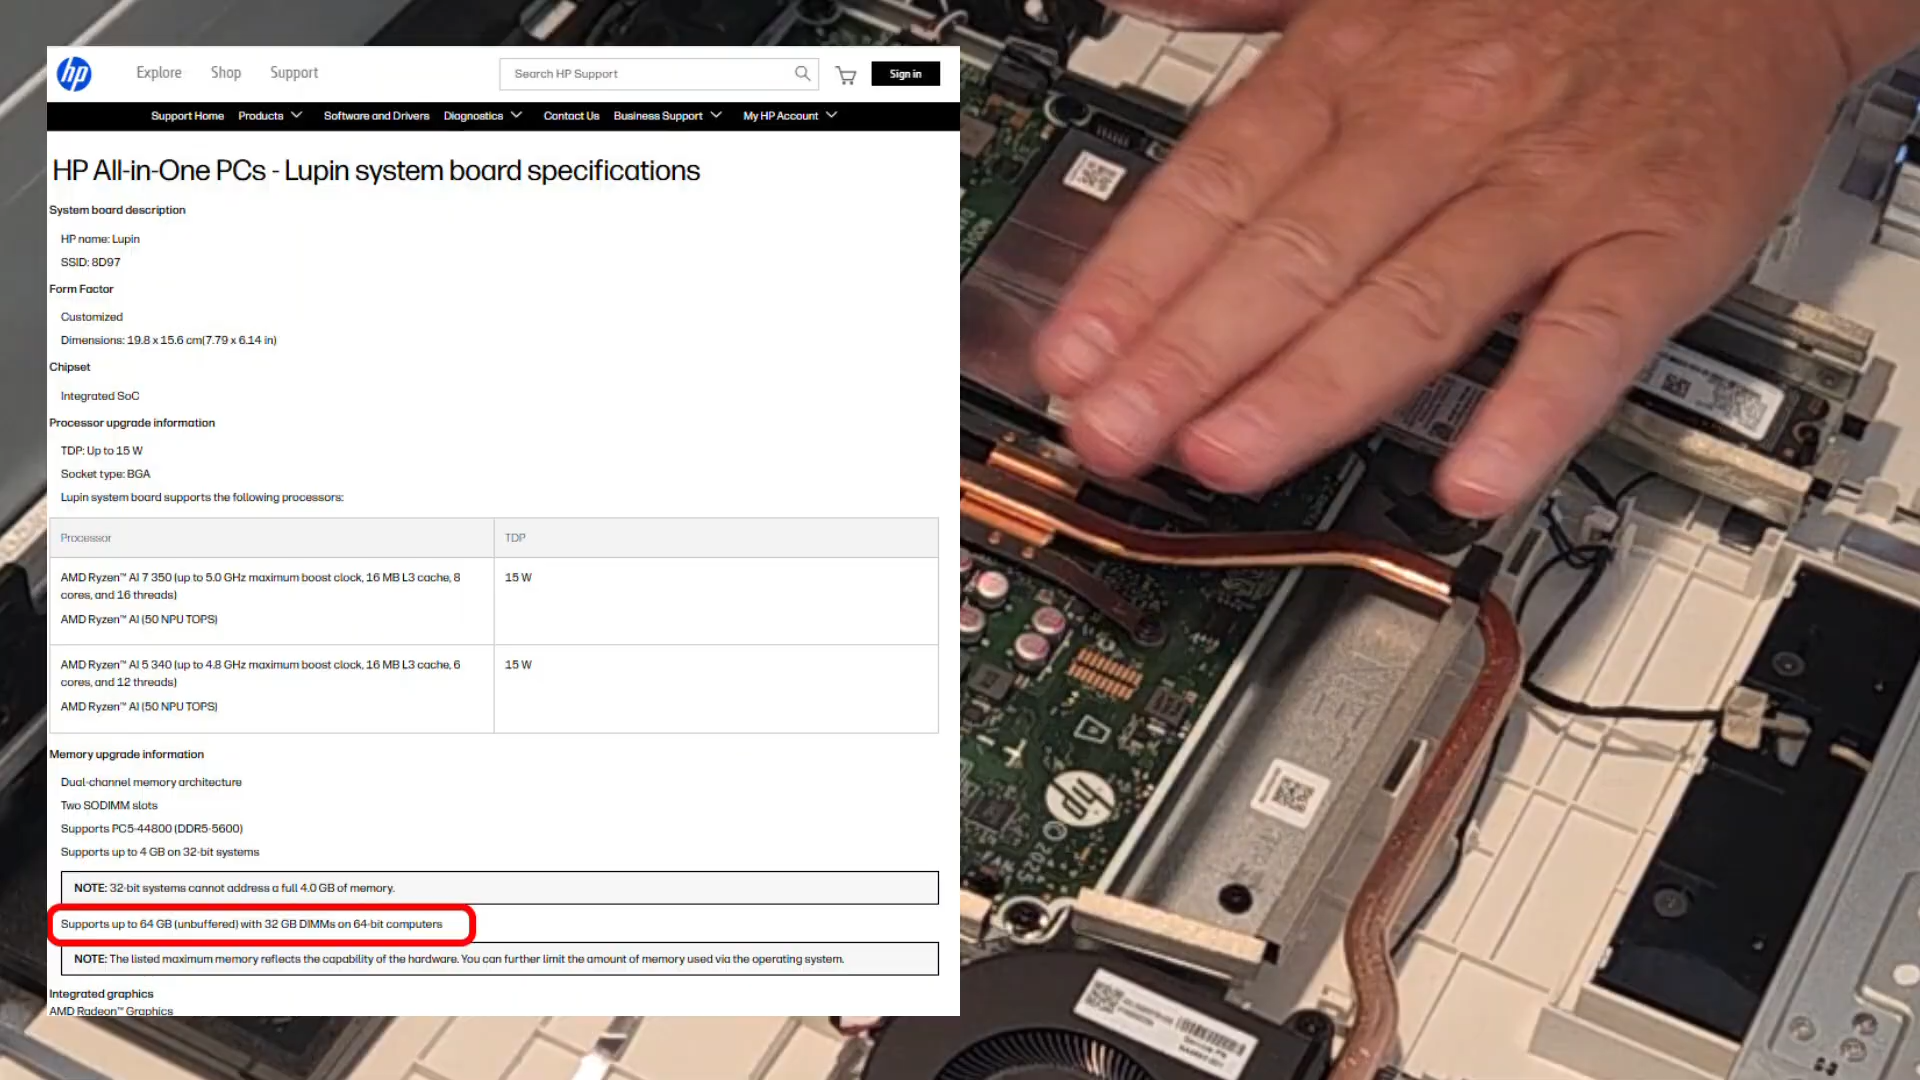 hp
Explore Shop Support
Search HP Support
Sign in
Support Home Products Software and Drivers Diagnostics Contact Us Business Support My HP Account
HP All-in-One PCs - Lupin system board specifications
System board description
HP name: Lupin
SSID: 8D97
Form Factor
Customized
Dimensions: 19.8 x 15.6 cm(7.79 x 6.14 in)
Chipset
Integrated SoC
Processor upgrade information
TDP: Up to 15 W
Socket type: BGA
Lupin system board supports the following processors:
Processor TDP
AMD Ryzen™ AI 7 350 (up to 5.0 GHz maximum boost clock, 16 MB L3 cache, 8 15 W
cores, and 16 threads)
AMD Ryzen™ AI (50 NPU TOPS)
AMD Ryzen™ AI 5 340 (up to 4.8 GHz maximum boost clock, 16 MB L3 cache, 6 15 W
cores, and 12 threads)
AMD Ryzen™ AI (50 NPU TOPS)
Memory upgrade information
Dual-channel memory architecture
Two SODIMM slots
Supports PC5-44800 (DDR5-5600)
Supports up to 4 GB on 32-bit systems
NOTE: 32-bit systems cannot address a full 4.0 GB of memory.
Supports up to 64 GB (unbuffered) with 32 GB DIMMs on 64-bit computers
NOTE: The listed maximum memory reflects the capability of the hardware. You can further limit the amount of memory used via the operating system.
Integrated graphics
AMD Radeon™ Graphics
hp
2025